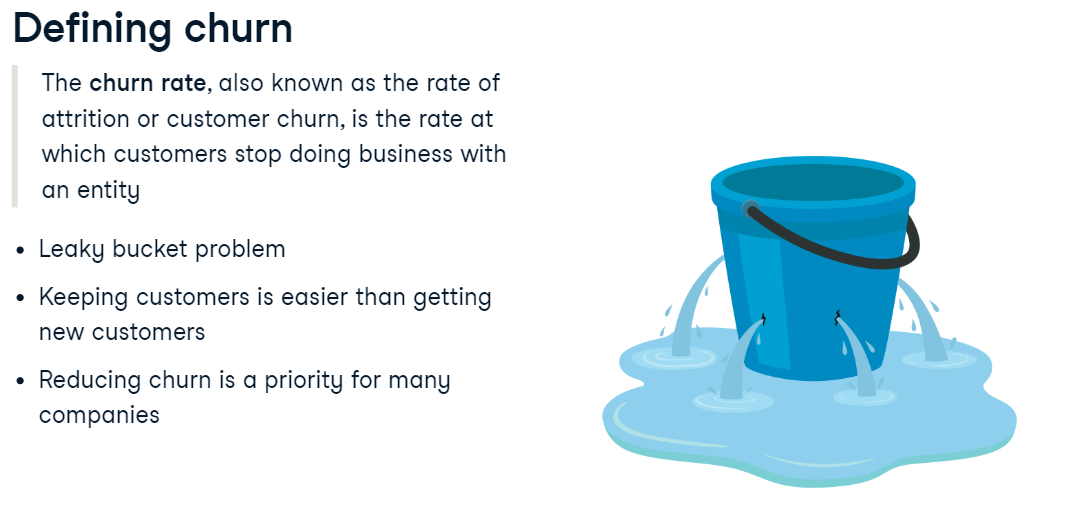 Defining churn
The churn rate, also known as the rate of
attrition or customer churn, is the rate at
which customers stop doing business with
an entity
• Leaky bucket problem
• Keeping customers is easier than getting
new customers
• Reducing churn is a priority for many
companies